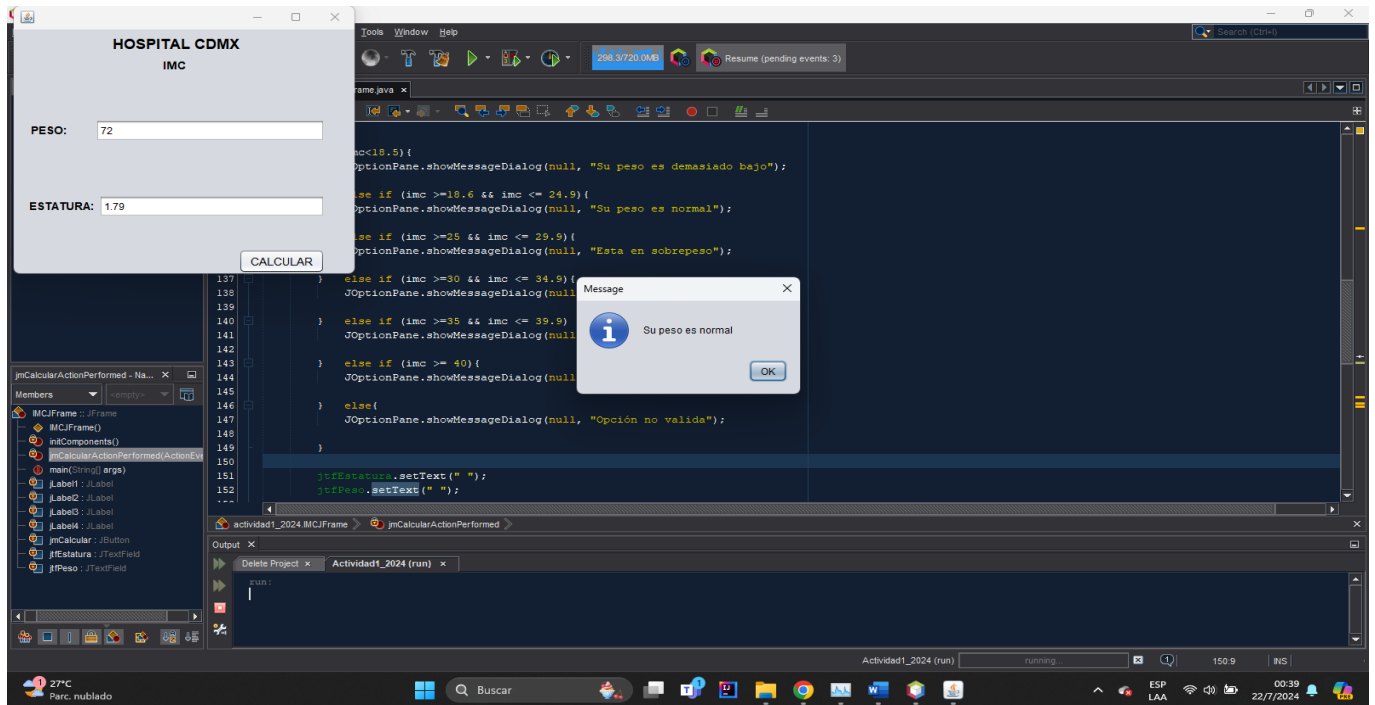 HOSPITAL CDMX
IMC
PESO:
72
ESTATURA:
1.79
CALCULAR
Tools Window Help
Search (Ctrl+I)
298.3/720.0MB
Resume (pending events: 3)
rame.java ×
mc<18.5){
OptionPane.showMessageDialog(null, "Su peso es demasiado bajo");
lse if (imc >=18.6 && imc <= 24.9){
OptionPane.showMessageDialog(null, "Su peso es normal");
lse if (imc >=25 && imc <= 29.9){
OptionPane.showMessageDialog(null, "Esta en sobrepeso");
137 } else if (imc >=30 && imc <= 34.9){
138 JOptionPane.showMessageDialog(null
139
140 } else if (imc >=35 && imc <= 39.9)
141 JOptionPane.showMessageDialog(null
142
143 } else if (imc >= 40){
144 JOptionPane.showMessageDialog(null
145
146 } else{
147 JOptionPane.showMessageDialog(null, "Opción no valida");
148
149 }
150
151 jtfEstatura.setText(" ");
152 jtfPeso.setText(" ");
Message
Su peso es normal
OK
jmCalcularActionPerformed - Na... ×
Members
<empty>
IMCJFrame :: JFrame
IMCJFrame()
initComponents()
jmCalcularActionPerformed(ActionEve
main(String[] args)
jLabel1 : JLabel
jLabel2 : JLabel
jLabel3 : JLabel
jLabel4 : JLabel
jmCalcular : JButton
jtfEstatura : JTextField
jtfPeso : JTextField
actividad1_2024.IMCJFrame
jmCalcularActionPerformed
Output ×
Delete Project ×
Actividad1_2024 (run) ×
run:
Actividad1_2024 (run)
running...
150:9
INS
1
27°C
Parc. nublado
Buscar
ESP
LAA
00:39
22/7/2024